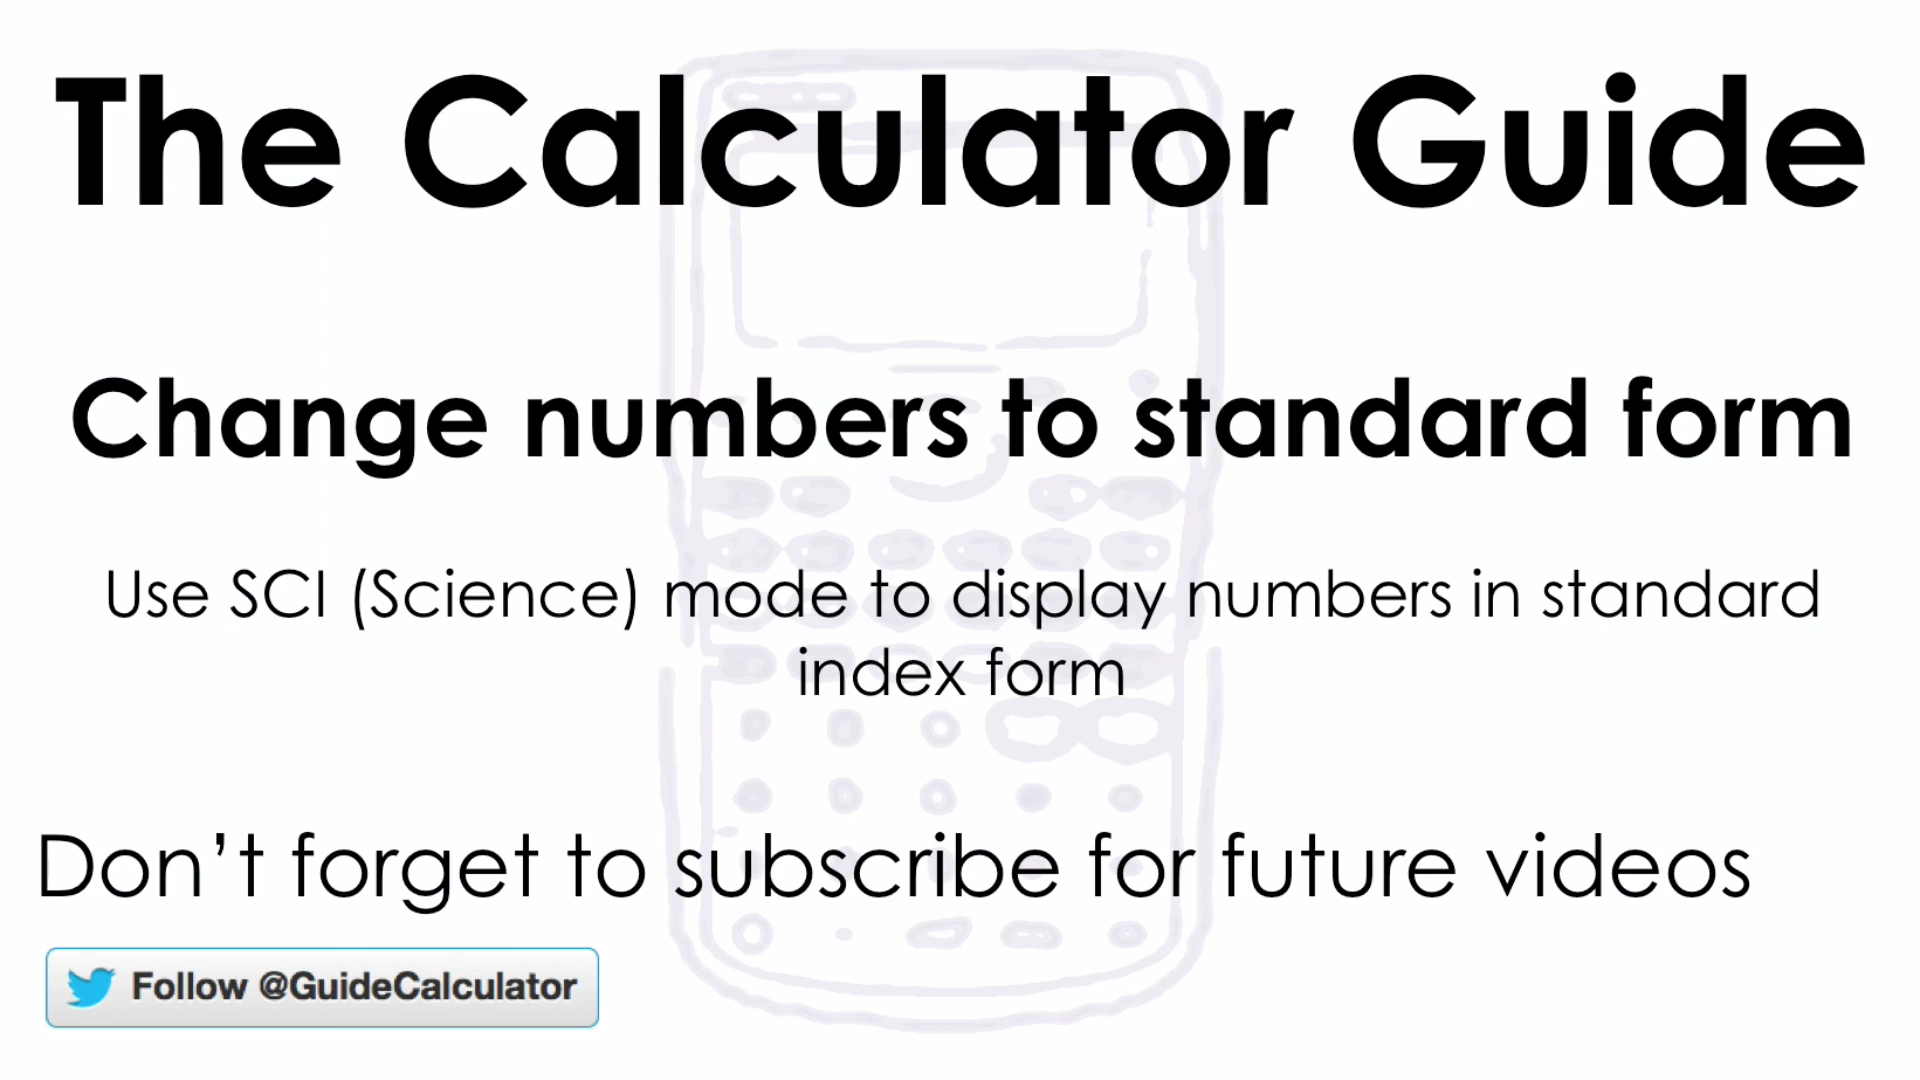 The Calculator Guide
Change numbers to standard form
Use SCI (Science) mode to display numbers in standard
index form
Don’t forget to subscribe for future videos
Follow @GuideCalculator